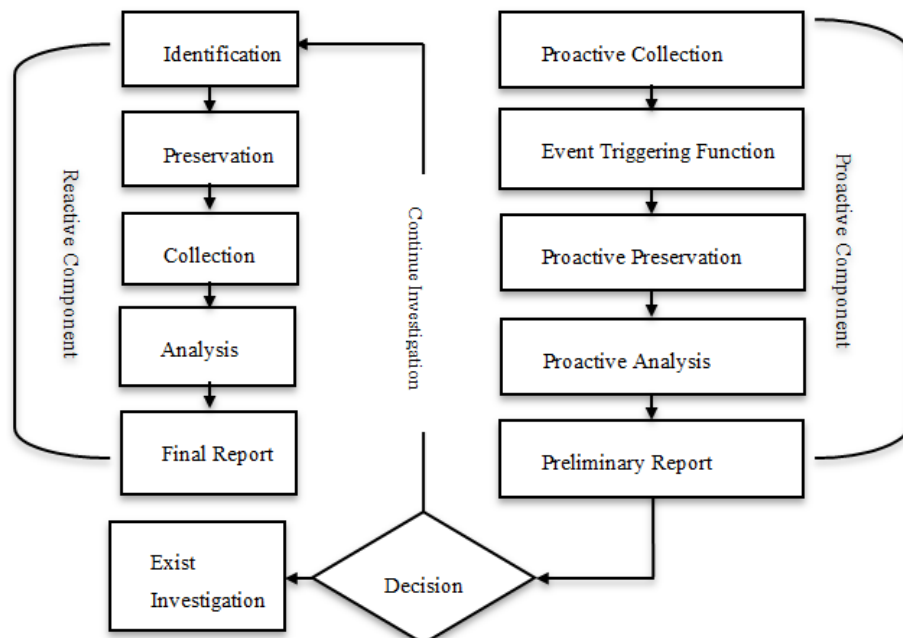 Identification
Preservation
Collection
Analysis
Final Report
Reactive Component
Continue Investigation
Proactive Collection
Event Triggering Function
Proactive Preservation
Proactive Analysis
Preliminary Report
Proactive Component
Decision
Exist
Investigation